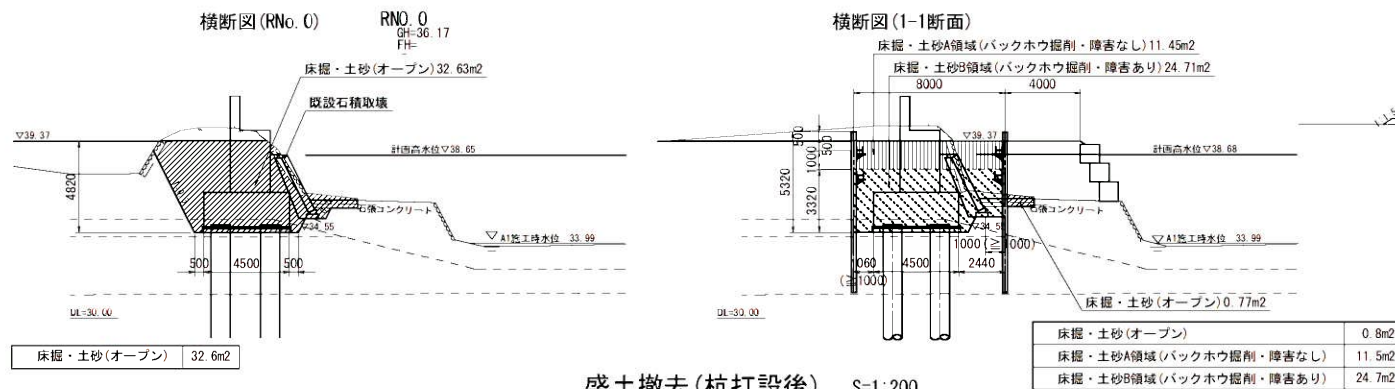 横断図(RNo.0)
RNO.0
GH=36.17
FH=
床掘・土砂(オープン)32.63m2
既設石積取壊
▽39.37
計画高水位▽38.65
4820
石張コンクリート
▽34.55
▽ A1施工時水位 33.99
500
4500
500
DL=30.00
床掘・土砂(オープン) 32.6m2
横断図(1-1断面)
床掘・土砂A領域(バックホウ掘削・障害なし)11.45m2
床掘・土砂B領域(バックホウ掘削・障害あり)24.71m2
8000
4000
500
500
1000
5320
3320
▽39.37
計画高水位▽38.68
石張コンクリート
▽34.55
▽ A1施工時水位 33.99
1000(≧1000)
060
4500
2440
(≧1000)
床掘・土砂(オープン)0.77m2
DL=30.00
床掘・土砂(オープン) 0.8m2
床掘・土砂A領域(バックホウ掘削・障害なし) 11.5m2
床掘・土砂B領域(バックホウ掘削・障害あり) 24.7m2
盛土撤去(杭打設後) S=1:200